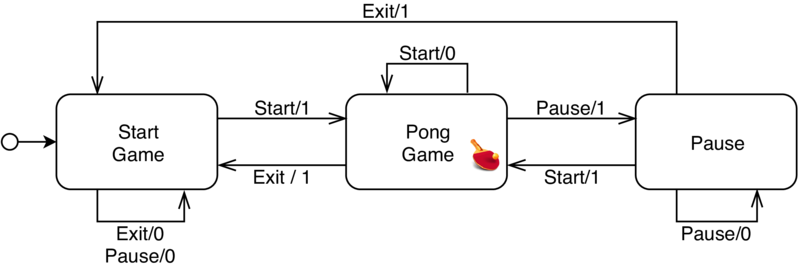 Exit/1
Start/0
Start/1
Pause/1
Start
Game
Pong
Game
Pause
Exit / 1
Start/1
Exit/0
Pause/0
Pause/0